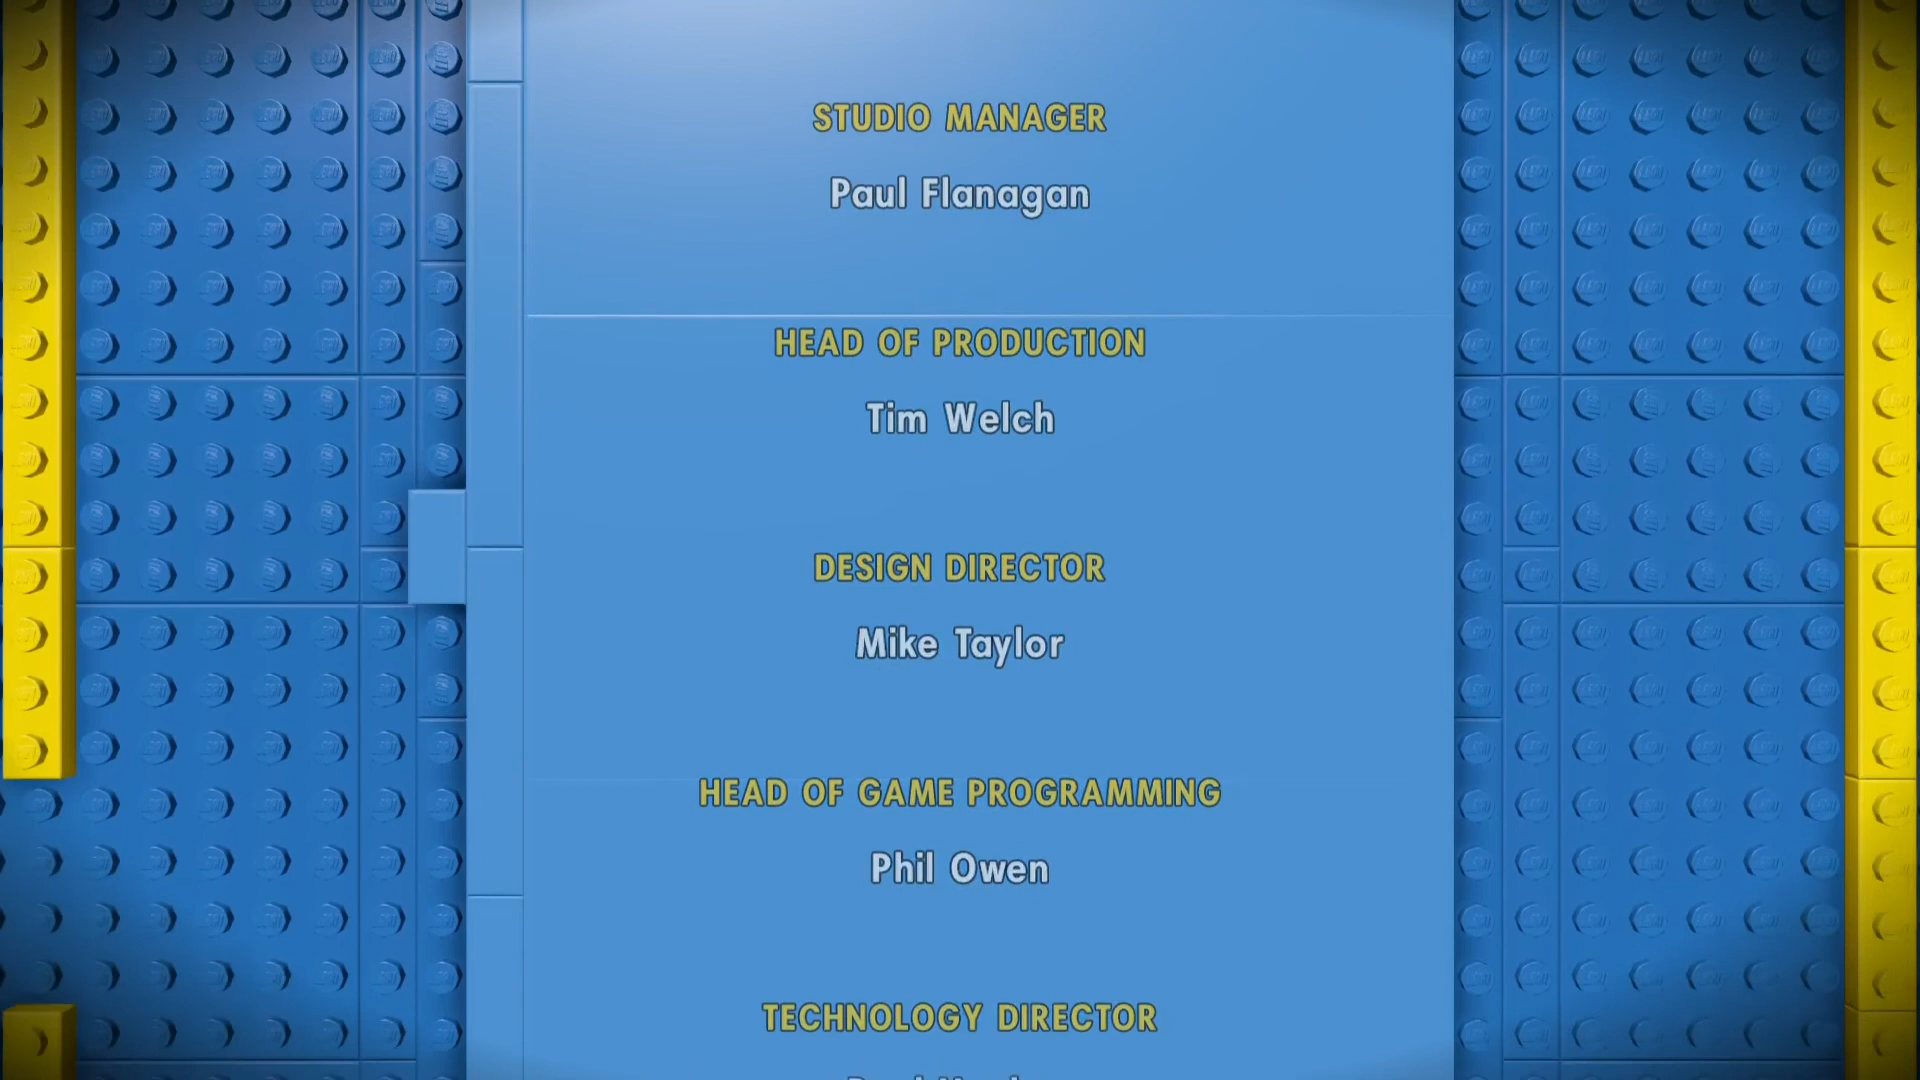 STUDIO MANAGER
Paul Flanagan
HEAD OF PRODUCTION
Tim Welch
DESIGN DIRECTOR
Mike Taylor
HEAD OF GAME PROGRAMMING
Phil Owen
TECHNOLOGY DIRECTOR